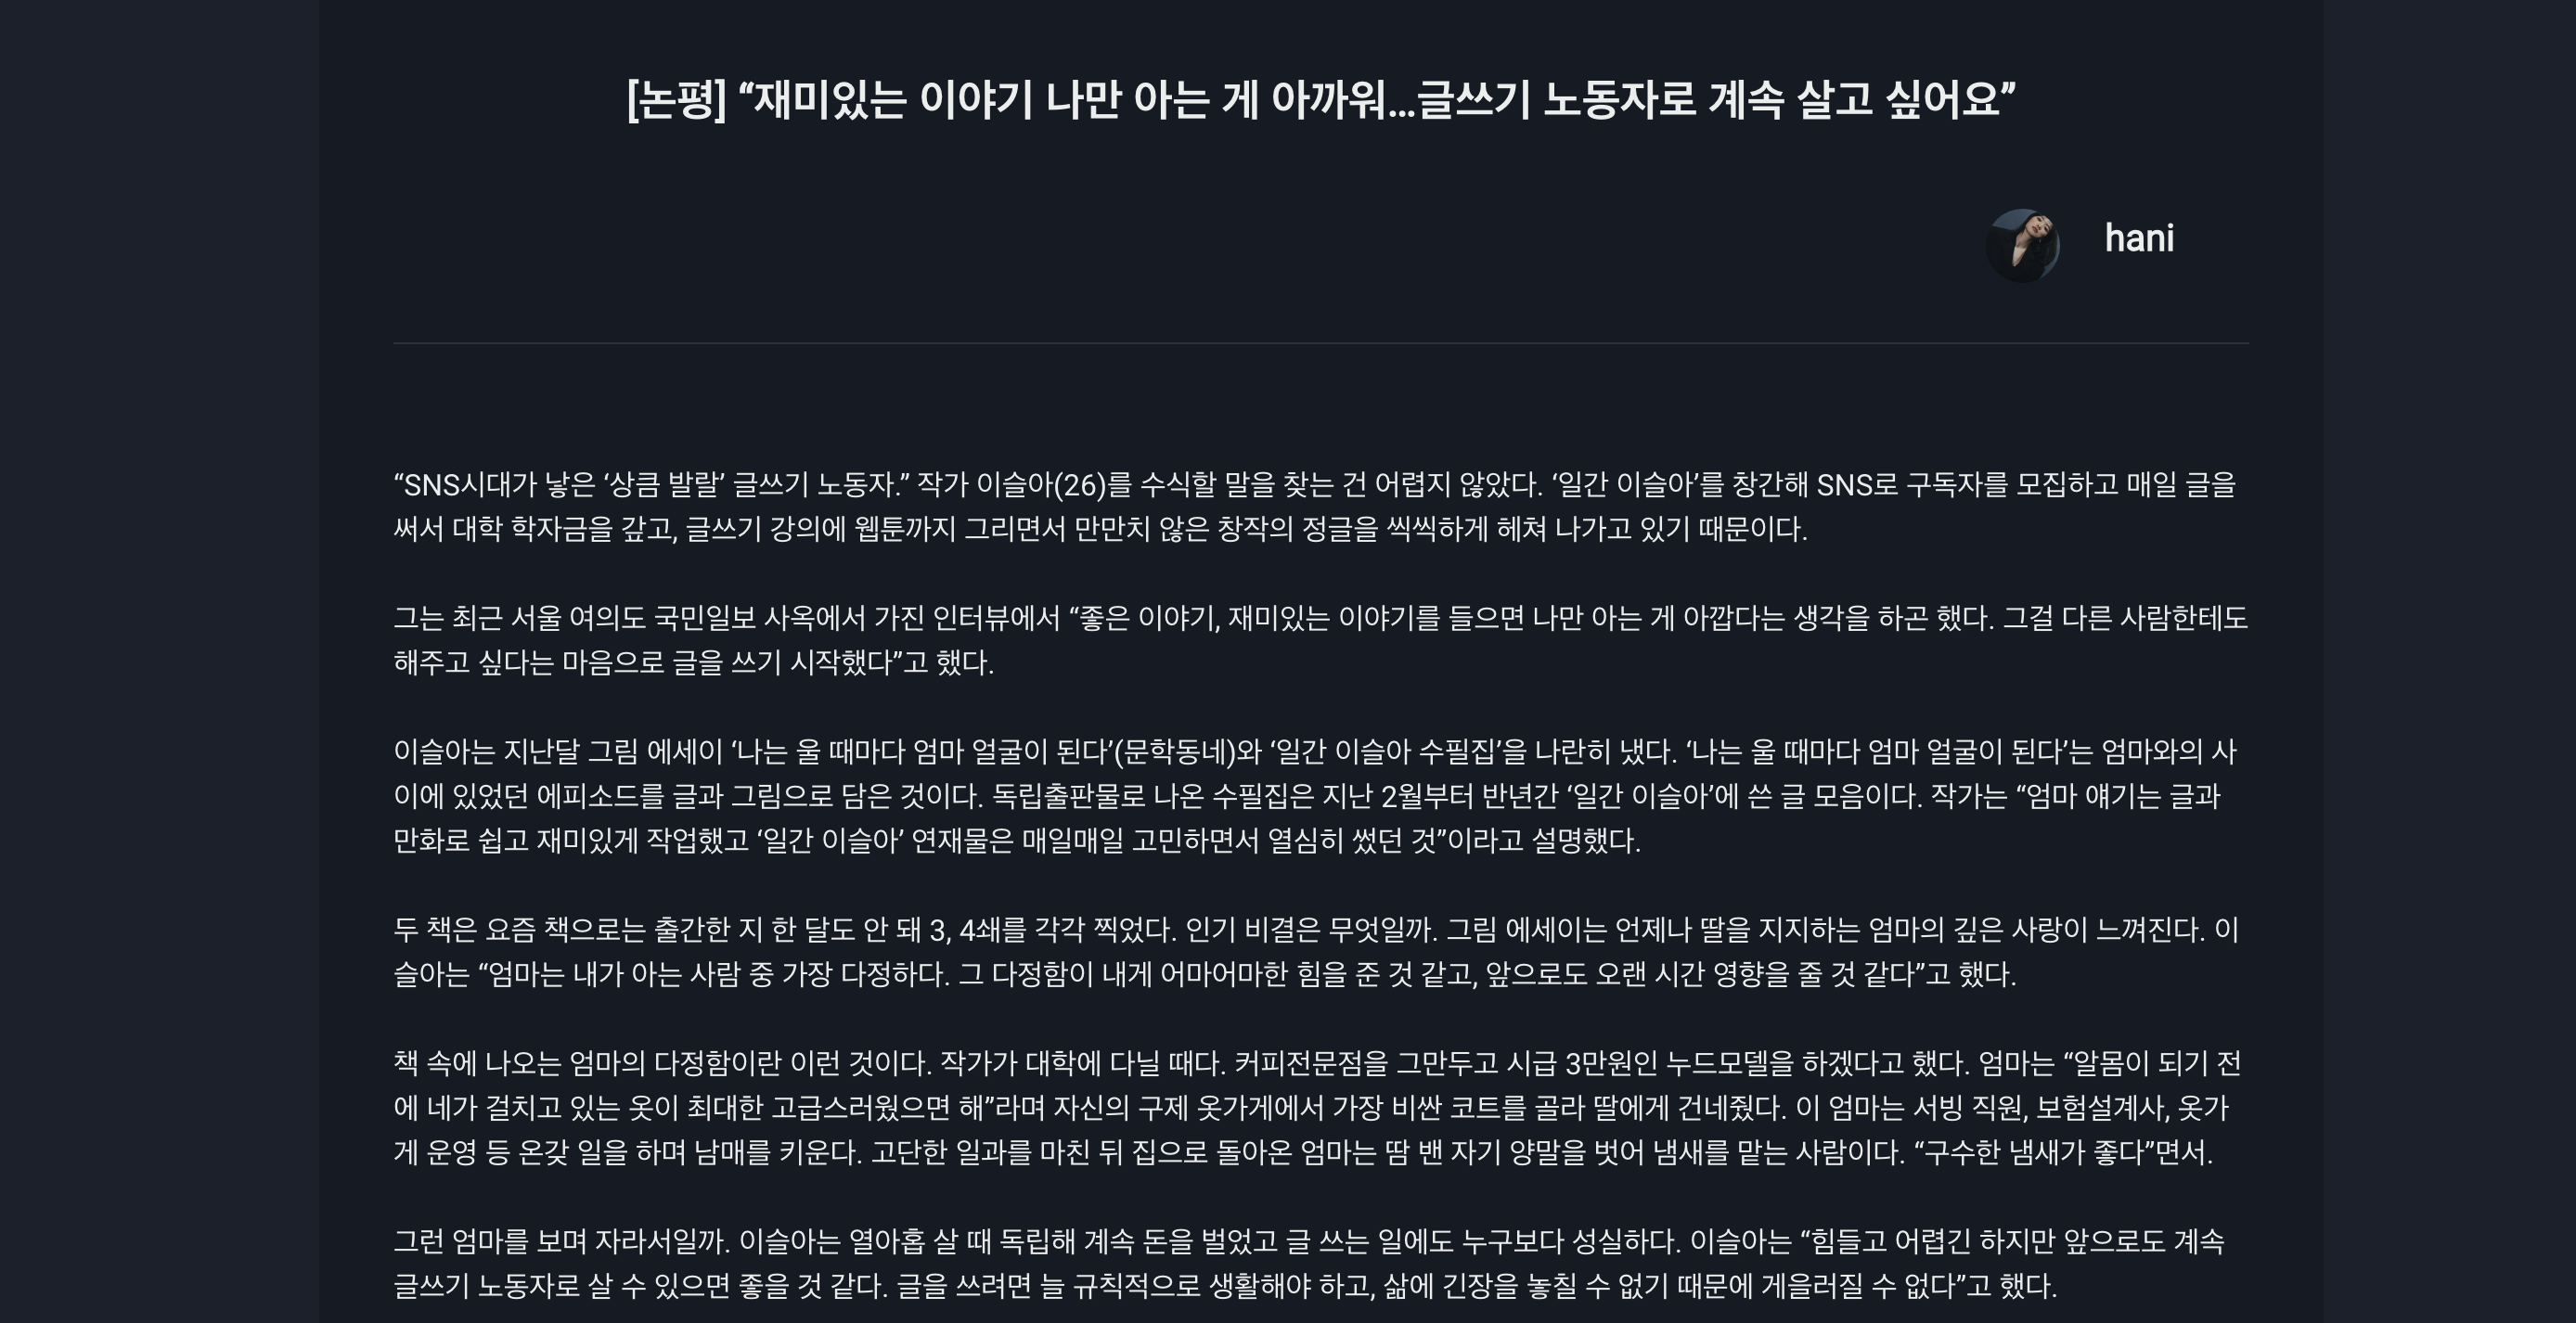 [논평] “재미있는 이야기 나만 아는 게 아까워...글쓰기 노동자로 계속 살고 싶어요”
hani
“SNS시대가 낳은 ‘상큼 발랄’ 글쓰기 노동자.” 작가 이슬아(26)를 수식할 말을 찾는 건 어렵지 않았다. ‘일간 이슬아’를 창간해 SNS로 구독자를 모집하고 매일 글을
써서 대학 학자금을 갚고, 글쓰기 강의에 웹툰까지 그리면서 만만치 않은 창작의 정글을 씩씩하게 헤쳐 나가고 있기 때문이다.
그는 최근 서울 여의도 국민일보 사옥에서 가진 인터뷰에서 “좋은 이야기, 재미있는 이야기를 들으면 나만 아는 게 아깝다는 생각을 하곤 했다. 그걸 다른 사람한테도
해주고 싶다는 마음으로 글을 쓰기 시작했다”고 했다.
이슬아는 지난달 그림 에세이 ‘나는 울 때마다 엄마 얼굴이 된다’(문학동네)와 ‘일간 이슬아 수필집’을 나란히 냈다. ‘나는 울 때마다 엄마 얼굴이 된다’는 엄마와의 사
이에 있었던 에피소드를 글과 그림으로 담은 것이다. 독립출판물로 나온 수필집은 지난 2월부터 반년간 ‘일간 이슬아’에 쓴 글 모음이다. 작가는 “엄마 얘기는 글과
만화로 쉽고 재미있게 작업했고 ‘일간 이슬아’ 연재물은 매일매일 고민하면서 열심히 썼던 것”이라고 설명했다.
두 책은 요즘 책으로는 출간한 지 한 달도 안 돼 3, 4쇄를 각각 찍었다. 인기 비결은 무엇일까. 그림 에세이는 언제나 딸을 지지하는 엄마의 깊은 사랑이 느껴진다. 이
슬아는 “엄마는 내가 아는 사람 중 가장 다정하다. 그 다정함이 내게 어마어마한 힘을 준 것 같고, 앞으로도 오랜 시간 영향을 줄 것 같다”고 했다.
책 속에 나오는 엄마의 다정함이란 이런 것이다. 작가가 대학에 다닐 때다. 커피전문점을 그만두고 시급 3만원인 누드모델을 하겠다고 했다. 엄마는 “알몸이 되기 전
에 네가 걸치고 있는 옷이 최대한 고급스러웠으면 해”라며 자신의 구제 옷가게에서 가장 비싼 코트를 골라 딸에게 건네줬다. 이 엄마는 서빙 직원, 보험설계사, 옷가
게 운영 등 온갖 일을 하며 남매를 키운다. 고단한 일과를 마친 뒤 집으로 돌아온 엄마는 땀 밴 자기 양말을 벗어 냄새를 맡는 사람이다. “구수한 냄새가 좋다”면서.
그런 엄마를 보며 자라서일까. 이슬아는 열아홉 살 때 독립해 계속 돈을 벌었고 글 쓰는 일에도 누구보다 성실하다. 이슬아는 “힘들고 어렵긴 하지만 앞으로도 계속
글쓰기 노동자로 살 수 있으면 좋을 것 같다. 글을 쓰려면 늘 규칙적으로 생활해야 하고, 삶에 긴장을 놓칠 수 없기 때문에 게을러질 수 없다”고 했다.